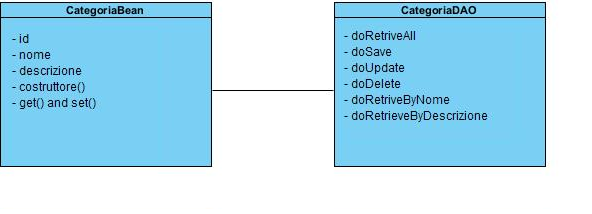 CategoriaBean
- id
- nome
- descrizione
- costruttore()
- get() and set()
CategoriaDAO
- doRetriveAll
- doSave
- doUpdate
- doDelete
- doRetriveByNome
- doRetrieveByDescrizione